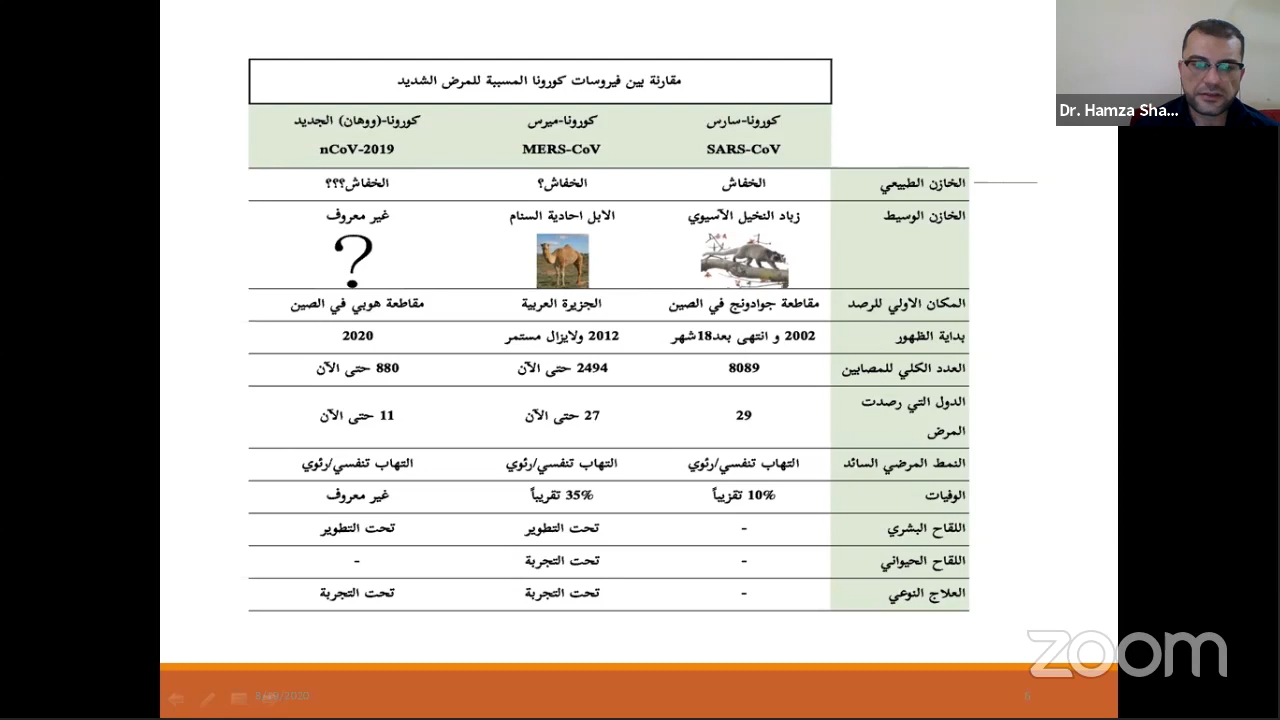 Dr. Hamza Sha...
مقارنة بين فيروسات كورونا المسببة للمرض الشديد
كورونا-سارس كورونا-ميرس كورونا-(ووهان) الجديد
SARS-CoV MERS-CoV nCoV-2019
الخازن الطبيعي الخفاش الخفاش؟ الخفاش؟؟؟
الخازن الوسيط زباد النخيل الآسيوي الابل احادية السنام غير معروف
?
المكان الاولي للرصد مقاطعة جوادونج في الصين الجزيرة العربية مقاطعة هوبي في الصين
بداية الظهور 2002 و انتهى بعد18شهر 2012 ولايزال مستمر 2020
العدد الكلي للمصابين 8089 2494 حتى الآن 880 حتى الآن
الدول التي رصدت
المرض 29 27 حتى الآن 11 حتى الآن
النمط المرضي السائد التهاب تنفسي/رئوي التهاب تنفسي/رئوي التهاب تنفسي/رئوي
الوفيات 10% تقزيباً 35% تقريباً غير معروف
اللقاح البشري - تحت التطوير تحت التطوير
اللقاح الحيواني - تحت التجربة -
العلاج النوعي - تحت التجربة تحت التجربة
zoom